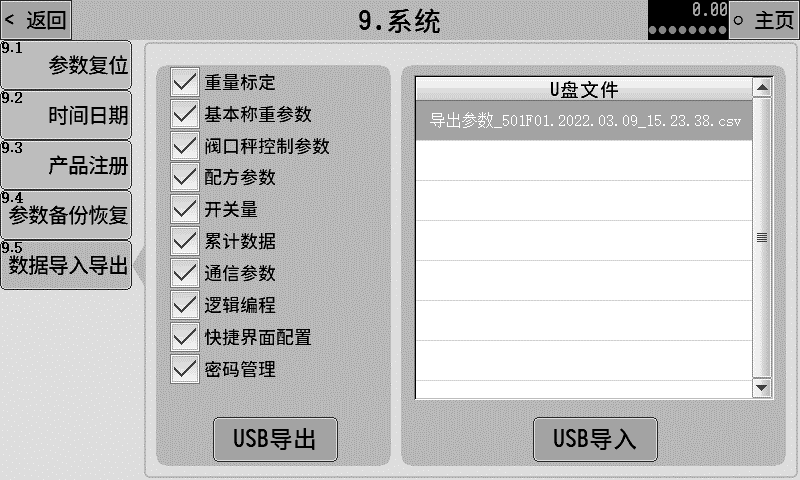 < 返回
9.系统
0.00
主页
9.1
参数复位
9.2
时间日期
9.3
产品注册
9.4
参数备份恢复
9.5
数据导入导出
重量标定
基本称重参数
阀口秤控制参数
配方参数
开关量
累计数据
通信参数
逻辑编程
快捷界面配置
密码管理
USB导出
U盘文件
导出参数_501F01.2022.03.09_15.23.38.csv
USB导入